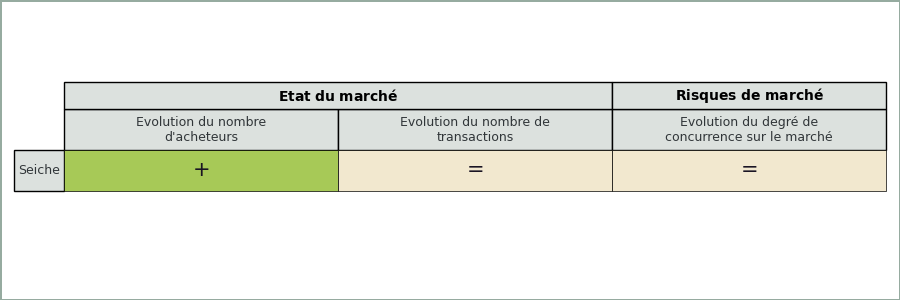 Etat du marché
Risques de marché
Evolution du nombre
d'acheteurs
Evolution du nombre de
transactions
Evolution du degré de
concurrence sur le marché
Seiche
+
=
=